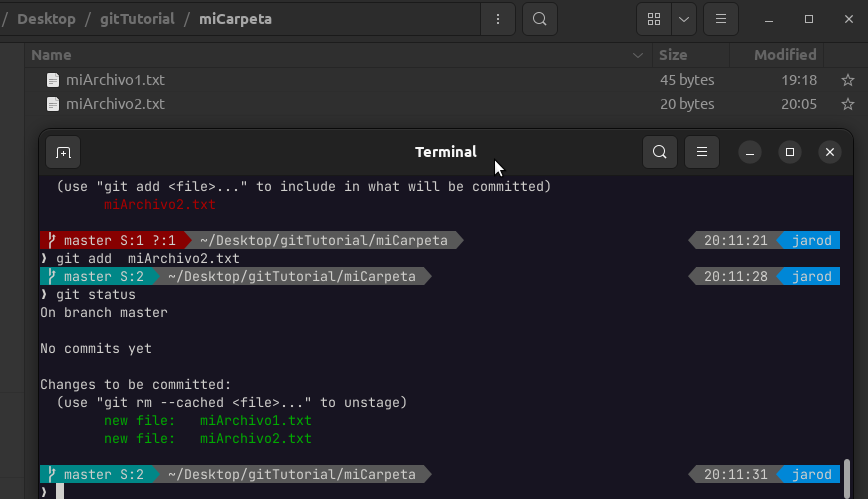 / Desktop / gitTutorial / miCarpeta
Name Size Modified
miArchivo1.txt 45 bytes 19:18
miArchivo2.txt 20 bytes 20:05
Terminal
(use "git add <file>..." to include in what will be committed)
miArchivo2.txt
master S:1 ?:1 ~/Desktop/gitTutorial/miCarpeta 20:11:21 jarod
❯ git add  miArchivo2.txt
master S:2 ~/Desktop/gitTutorial/miCarpeta 20:11:28 jarod
❯ git status
On branch master
No commits yet
Changes to be committed:
(use "git rm --cached <file>..." to unstage)
new file:   miArchivo1.txt
new file:   miArchivo2.txt
master S:2 ~/Desktop/gitTutorial/miCarpeta 20:11:31 jarod
❯